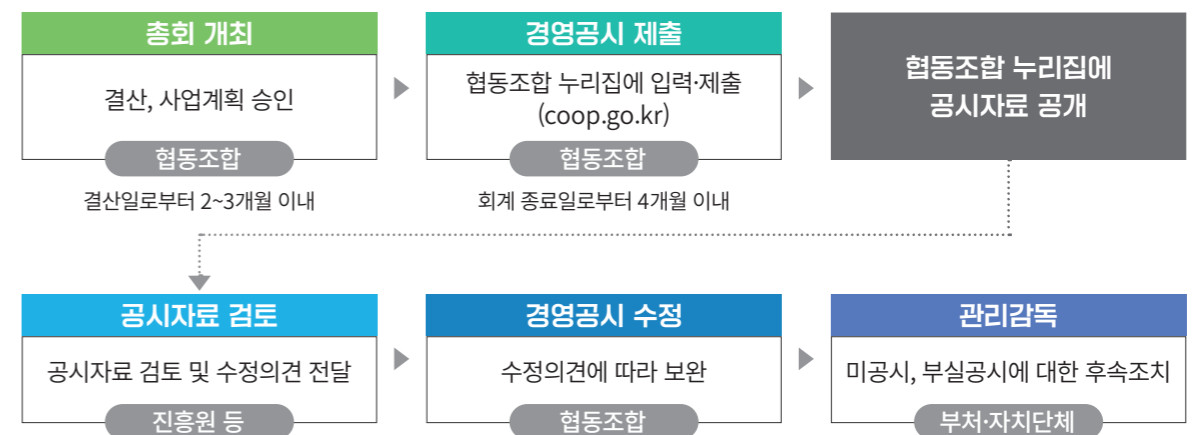 총회 개최
결산, 사업계획 승인
협동조합
결산일로부터 2~3개월 이내
경영공시 제출
협동조합 누리집에 입력·제출
(coop.go.kr)
협동조합
회계 종료일로부터 4개월 이내
협동조합 누리집에
공시자료 공개
공시자료 검토
공시자료 검토 및 수정의견 전달
진흥원 등
경영공시 수정
수정의견에 따라 보완
협동조합
관리감독
미공시, 부실공시에 대한 후속조치
부처·자치단체